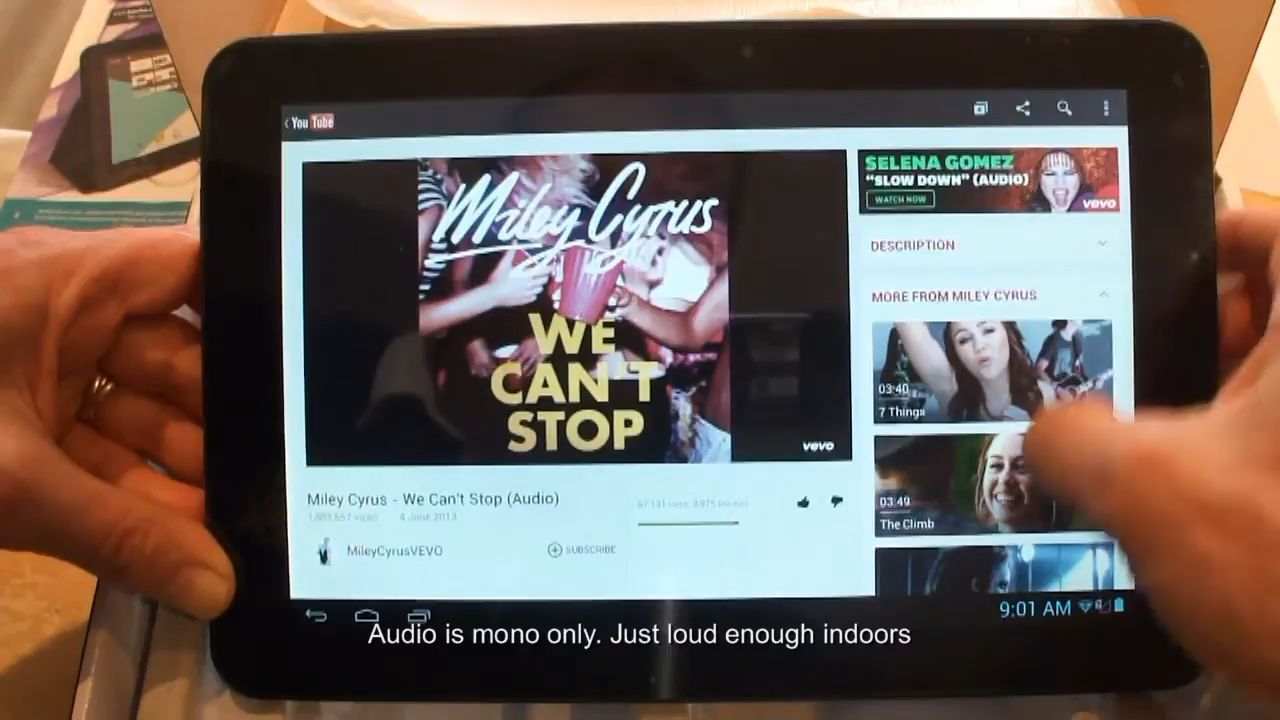 You Tube
Miley Cyrus
WE
CAN'T
STOP
vevo
Miley Cyrus - We Can't Stop (Audio)
4 June 2013
MileyCyrusVEVO
SUBSCRIBE
SELENA GOMEZ
"SLOW DOWN" (AUDIO)
WATCH NOW
vevo
DESCRIPTION
MORE FROM MILEY CYRUS
03:40
7 Things
03:49
The Climb
9:01 AM
Audio is mono only. Just loud enough indoors